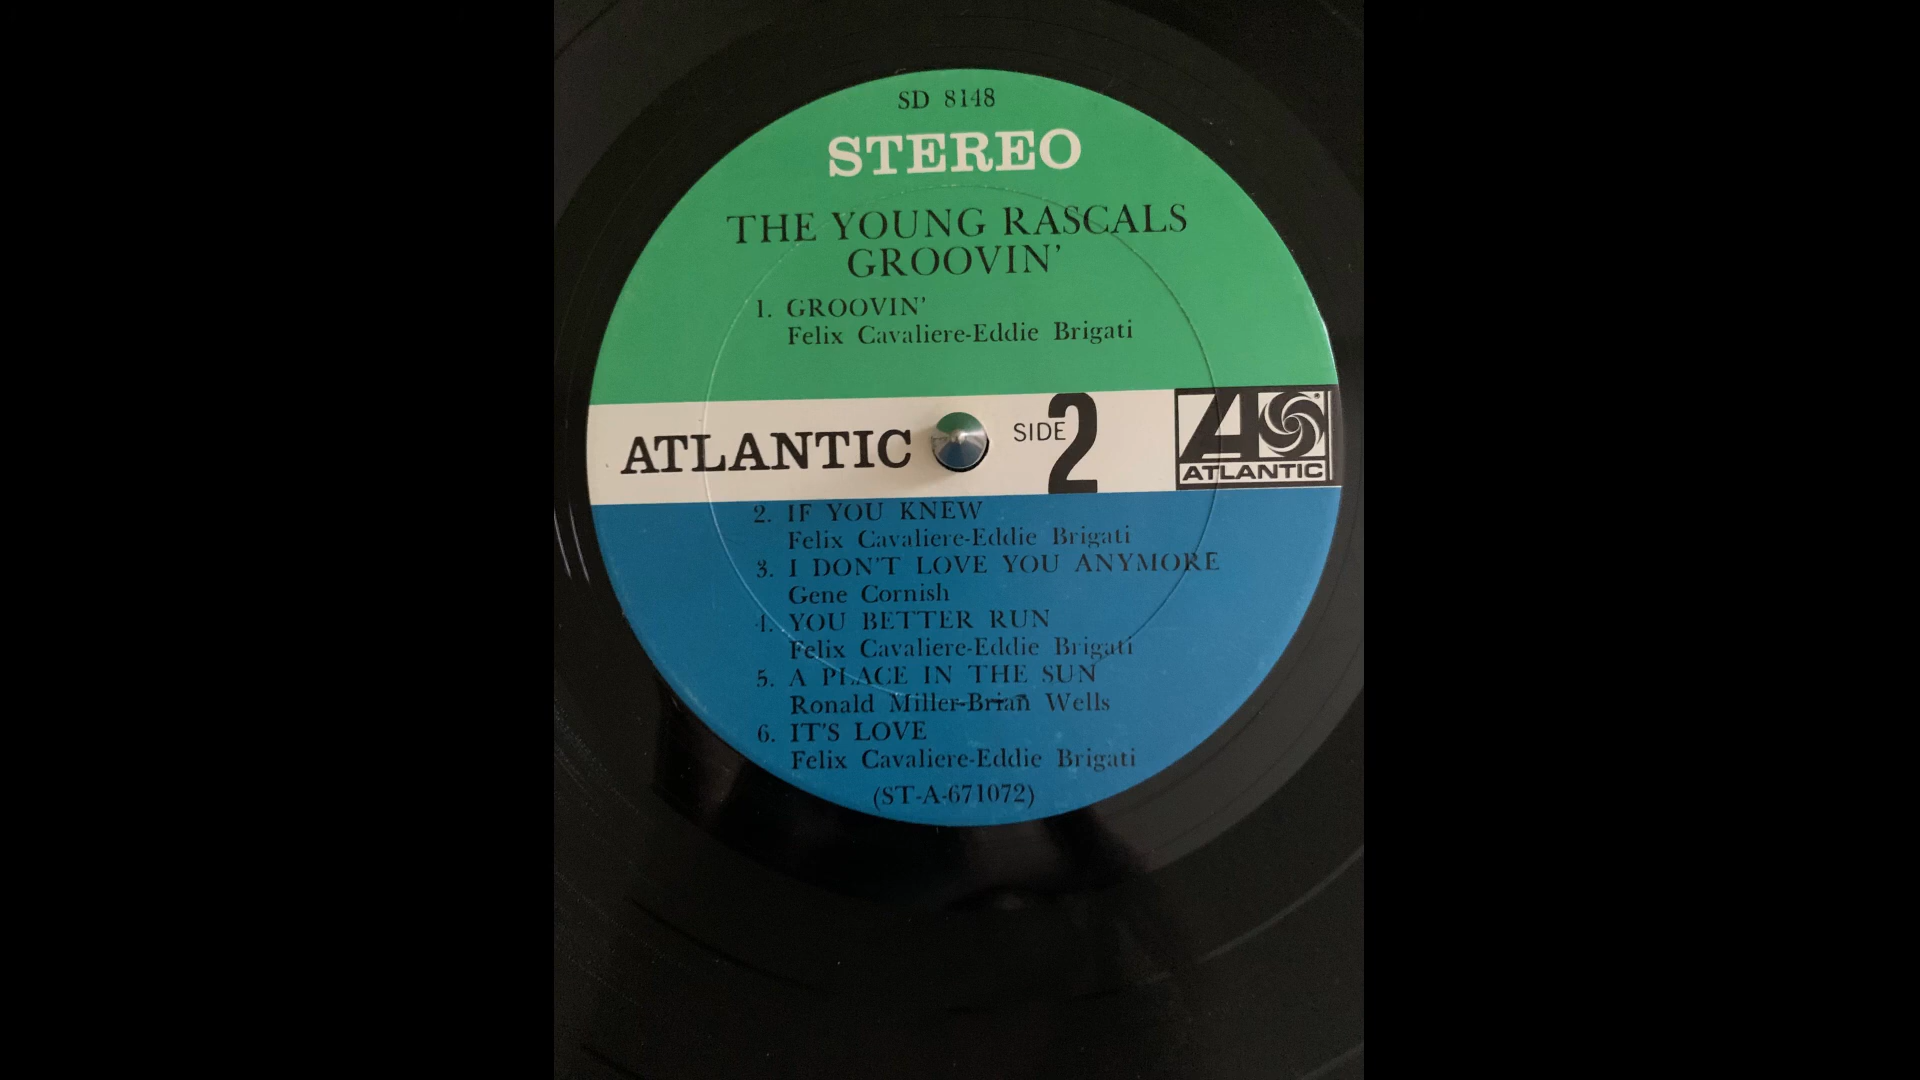 SD 8148
STEREO
THE YOUNG RASCALS
GROOVIN'
1. GROOVIN'
Felix Cavaliere-Eddie Brigati
ATLANTIC SIDE 2 ATLANTIC
2. IF YOU KNEW
Felix Cavaliere-Eddie Brigati
3. I DON'T LOVE YOU ANYMORE
Gene Cornish
4. YOU BETTER RUN
Felix Cavaliere-Eddie Brigati
5. A PLACE IN THE SUN
Ronald Miller-Brian Wells
6. IT'S LOVE
Felix Cavaliere-Eddie Brigati
(ST-A-671072)